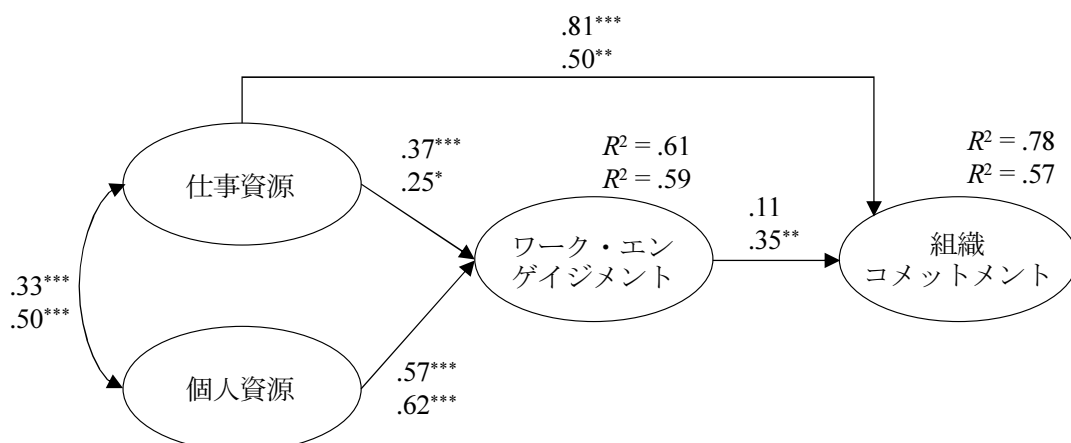 .81***
.50**
仕事資源
.37***
.25*
R² = .61
R² = .59
R² = .78
R² = .57
ワーク・エン
ゲイジメント
.11
.35**
組織
コメットメント
.33***
.50***
個人資源
.57***
.62***